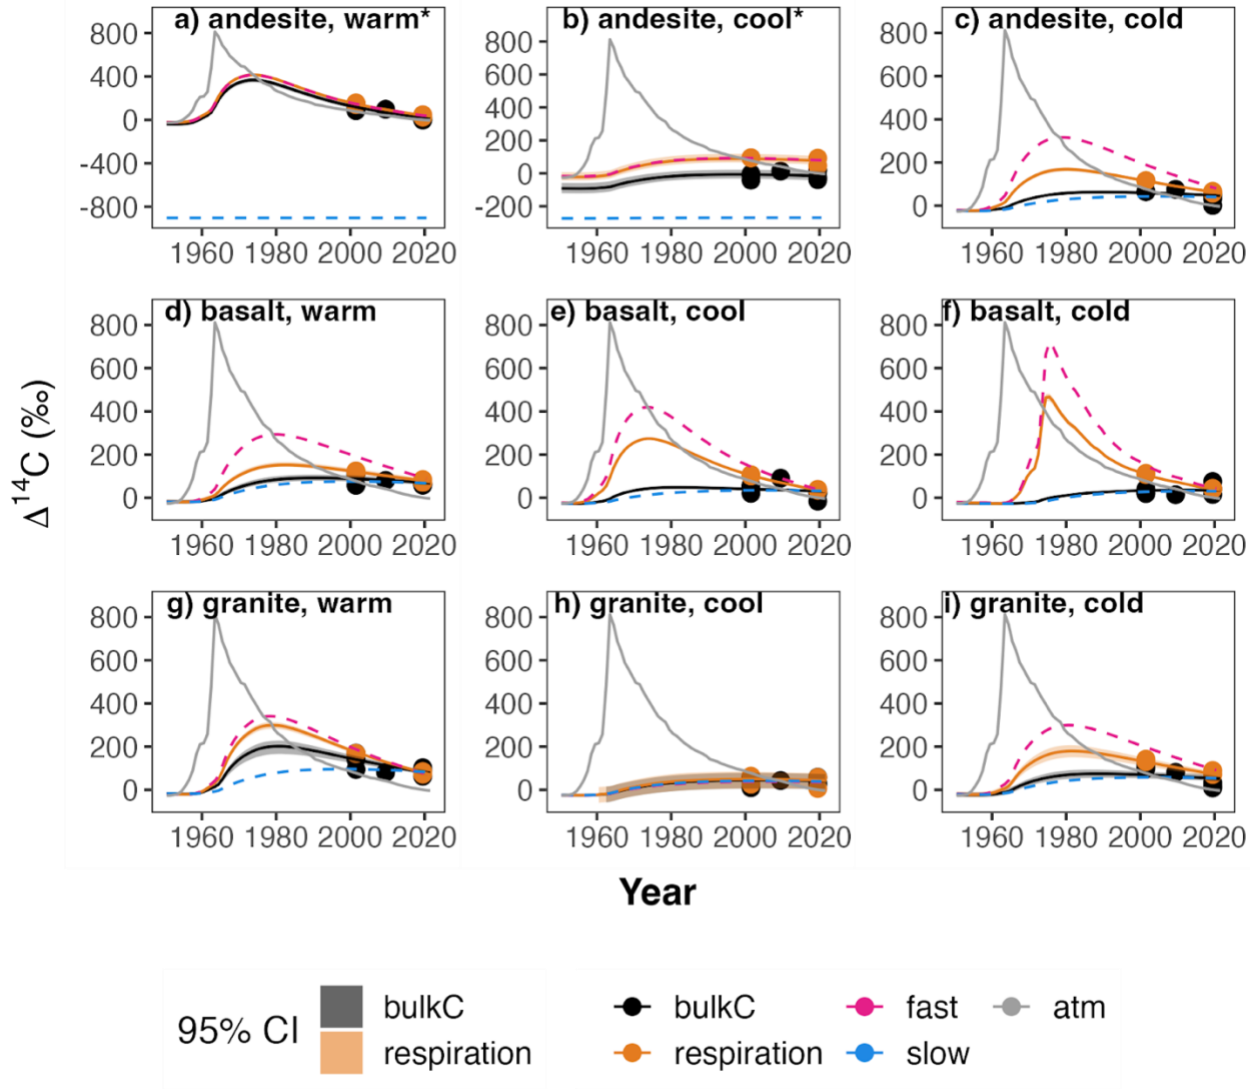 a) andesite, warm*
b) andesite, cool*
c) andesite, cold
800
400
0
-400
-800
1960 1980 2000 2020
800
600
400
200
0
-200
1960 1980 2000 2020
800
600
400
200
0
1960 1980 2000 2020
d) basalt, warm
e) basalt, cool
f) basalt, cold
800
600
400
200
0
1960 1980 2000 2020
800
600
400
200
0
1960 1980 2000 2020
800
600
400
200
0
1960 1980 2000 2020
g) granite, warm
h) granite, cool
i) granite, cold
800
600
400
200
0
1960 1980 2000 2020
800
600
400
200
0
1960 1980 2000 2020
800
600
400
200
0
1960 1980 2000 2020
Δ¹⁴C (‰)
Year
95% CI
bulkC
respiration
bulkC
respiration
fast
slow
atm